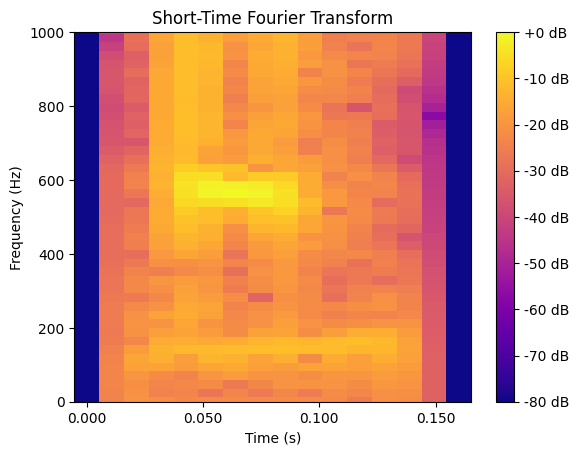 Short-Time Fourier Transform
1000
800
600
400
200
0
Frequency (Hz)
0.000
0.050
0.100
0.150
Time (s)
+0 dB
-10 dB
-20 dB
-30 dB
-40 dB
-50 dB
-60 dB
-70 dB
-80 dB